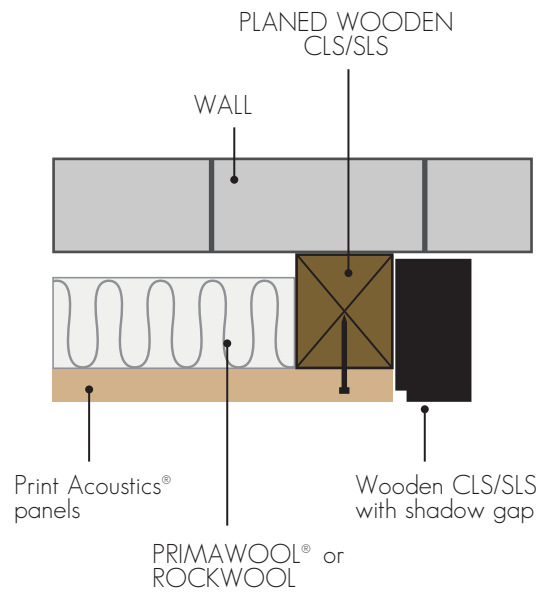 PLANED WOODEN
CLS/SLS
WALL
Print Acoustics®
panels
Wooden CLS/SLS
with shadow gap
PRIMAWOOL® or
ROCKWOOL